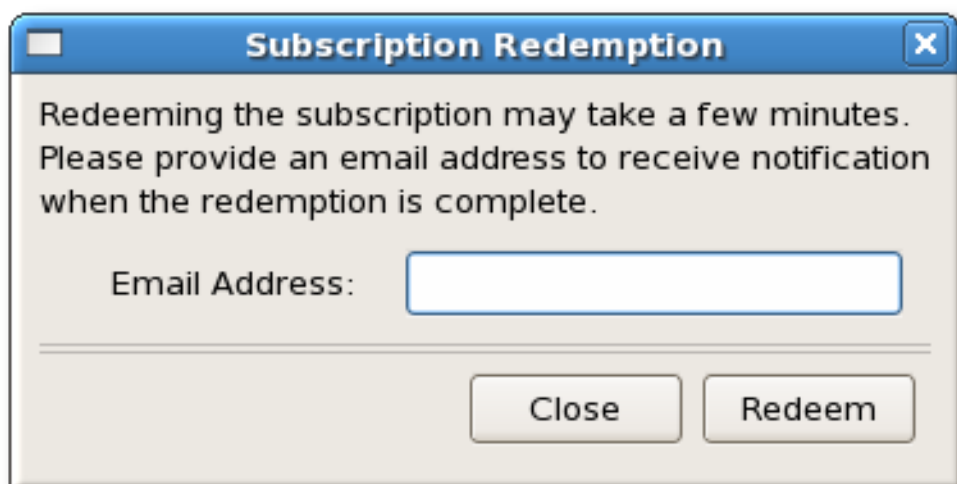 Subscription Redemption
Redeeming the subscription may take a few minutes.
Please provide an email address to receive notification
when the redemption is complete.
Email Address:
Close Redeem